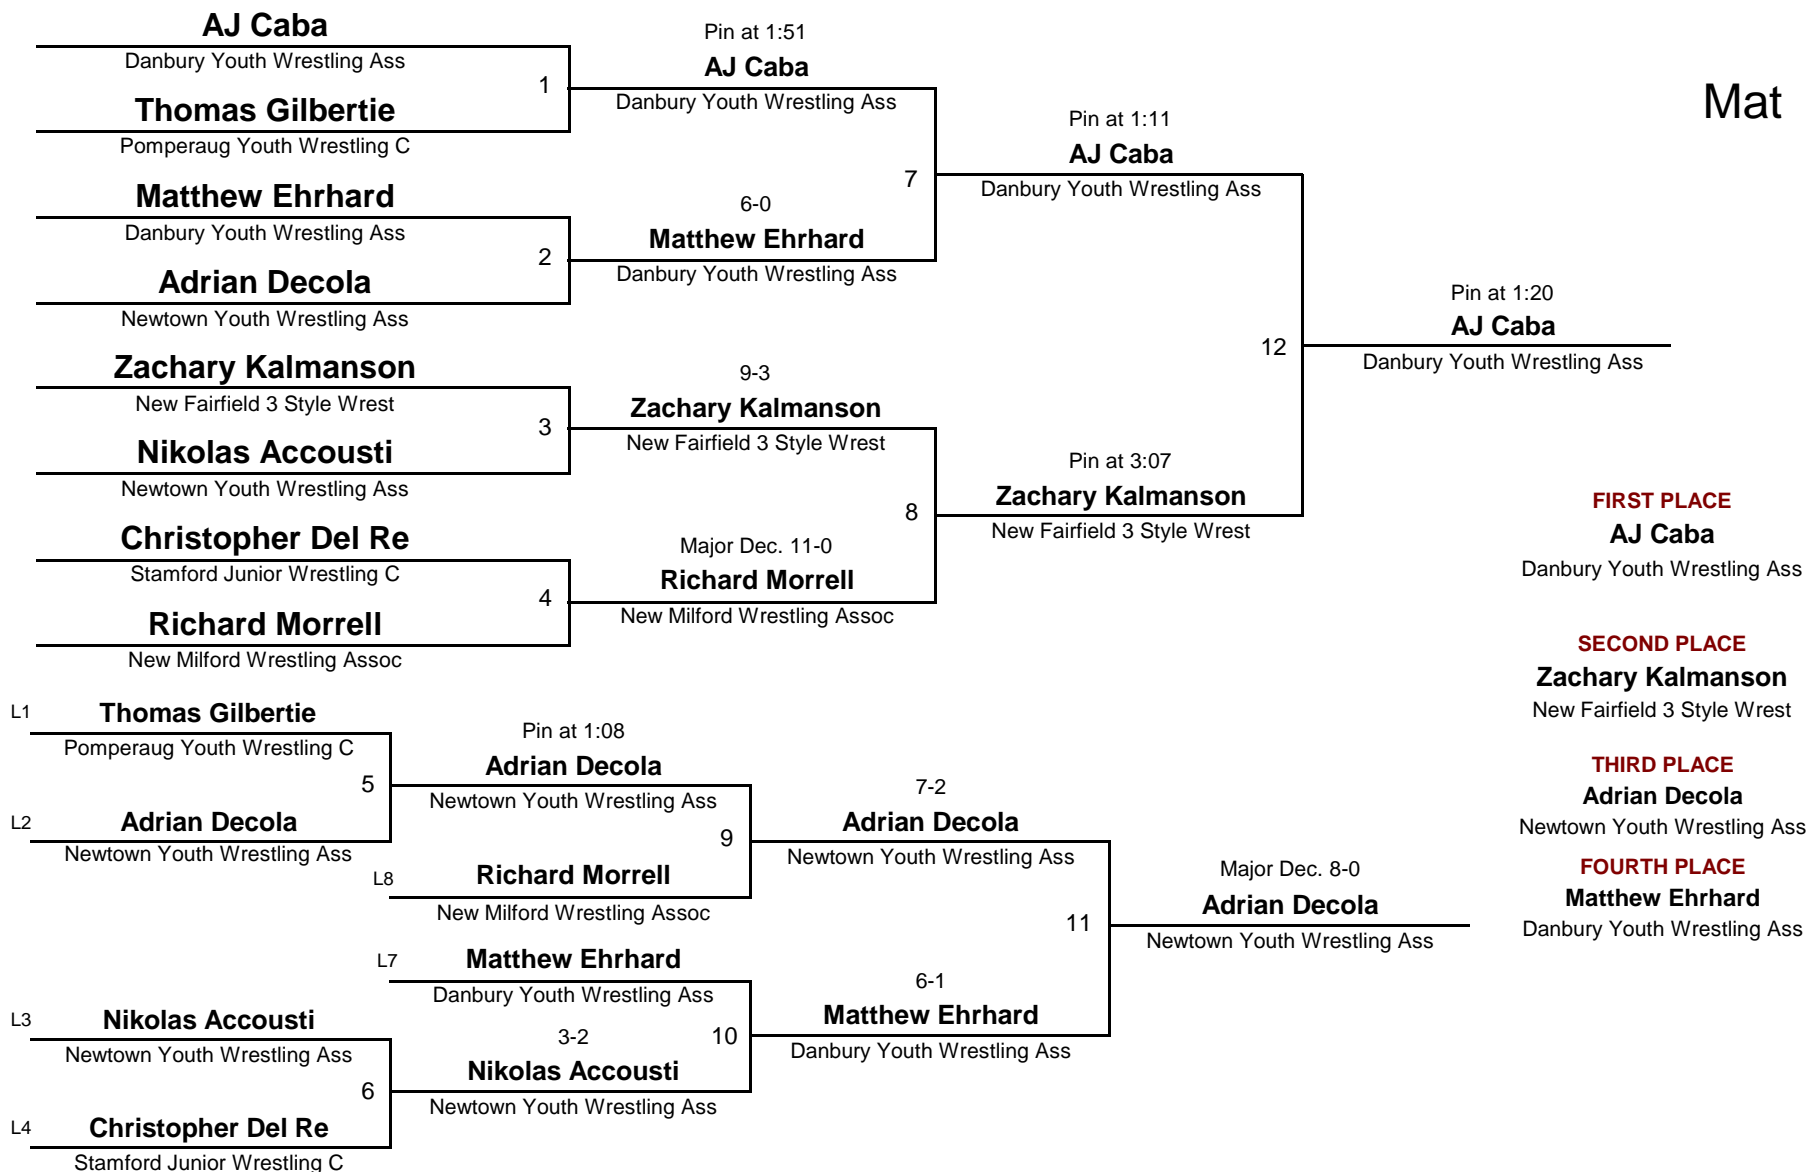 AJ Caba
Danbury Youth Wrestling Ass
1
Thomas Gilbertie
Pomperaug Youth Wrestling C
Matthew Ehrhard
Danbury Youth Wrestling Ass
2
Adrian Decola
Newtown Youth Wrestling Ass
Zachary Kalmanson
New Fairfield 3 Style Wrest
3
Nikolas Accousti
Newtown Youth Wrestling Ass
Christopher Del Re
Stamford Junior Wrestling C
4
Richard Morrell
New Milford Wrestling Assoc
Pin at 1:51
AJ Caba
Danbury Youth Wrestling Ass
7
6-0
Matthew Ehrhard
Danbury Youth Wrestling Ass
9-3
Zachary Kalmanson
New Fairfield 3 Style Wrest
8
Major Dec. 11-0
Richard Morrell
New Milford Wrestling Assoc
Pin at 1:11
AJ Caba
Danbury Youth Wrestling Ass
12
Pin at 3:07
Zachary Kalmanson
New Fairfield 3 Style Wrest
Pin at 1:20
AJ Caba
Danbury Youth Wrestling Ass
Mat
FIRST PLACE
AJ Caba
Danbury Youth Wrestling Ass
SECOND PLACE
Zachary Kalmanson
New Fairfield 3 Style Wrest
THIRD PLACE
Adrian Decola
Newtown Youth Wrestling Ass
FOURTH PLACE
Matthew Ehrhard
Danbury Youth Wrestling Ass
L1 Thomas Gilbertie
Pomperaug Youth Wrestling C
5
L2 Adrian Decola
Newtown Youth Wrestling Ass
L3 Nikolas Accousti
Newtown Youth Wrestling Ass
6
L4 Christopher Del Re
Stamford Junior Wrestling C
Pin at 1:08
Adrian Decola
Newtown Youth Wrestling Ass
9
L8 Richard Morrell
New Milford Wrestling Assoc
L7 Matthew Ehrhard
Danbury Youth Wrestling Ass
10
3-2
Nikolas Accousti
Newtown Youth Wrestling Ass
7-2
Adrian Decola
Newtown Youth Wrestling Ass
11
6-1
Matthew Ehrhard
Danbury Youth Wrestling Ass
Major Dec. 8-0
Adrian Decola
Newtown Youth Wrestling Ass